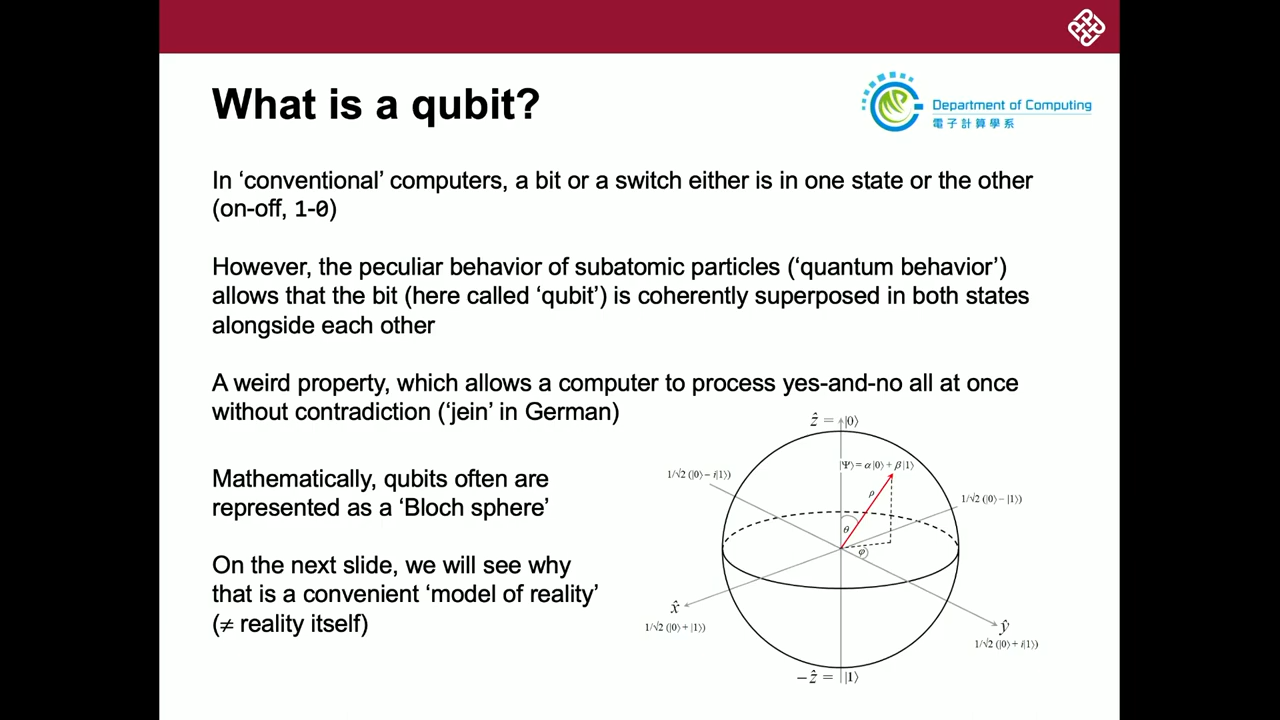 What is a qubit?
Department of Computing
電子計算學系
In ‘conventional’ computers, a bit or a switch either is in one state or the other
(on-off, 1-0)
However, the peculiar behavior of subatomic particles (‘quantum behavior’)
allows that the bit (here called ‘qubit’) is coherently superposed in both states
alongside each other
A weird property, which allows a computer to process yes-and-no all at once
without contradiction (‘jein’ in German)
Mathematically, qubits often are
represented as a ‘Bloch sphere’
On the next slide, we will see why
that is a convenient ‘model of reality’
(≠ reality itself)
ẑ = |0⟩
|Ψ⟩ = α|0⟩ + β|1⟩
1/√2 (|0⟩ − i|1⟩)
ρ
1/√2 (|0⟩ − |1⟩)
θ
φ
x̂
1/√2 (|0⟩ + |1⟩)
ŷ
1/√2 (|0⟩ + i|1⟩)
−ẑ = |1⟩